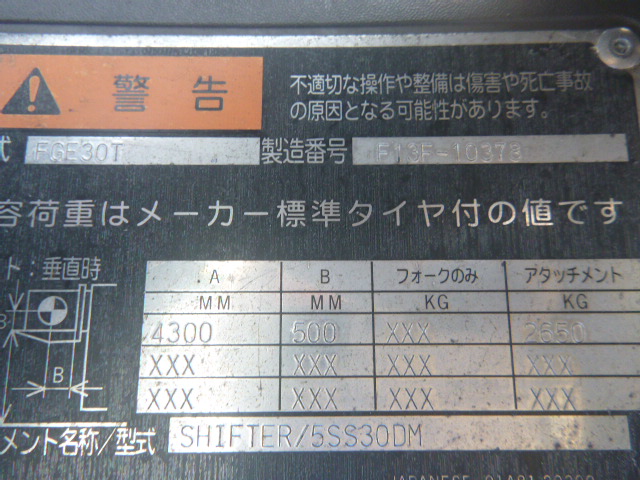 警告
不適切な操作や整備は傷害や死亡事故
の原因となる可能性があります。
式 FGE30T 製造番号 F13F-10373
容荷重はメーカー標準タイヤ付の値です
ト:垂直時
A B フォークのみ アタッチメント
MM MM KG KG
4300 500 XXX 2650
XXX XXX XXX XXX
XXX XXX XXX XXX
B
メント名称/型式 SHIFTER/5SS30DM